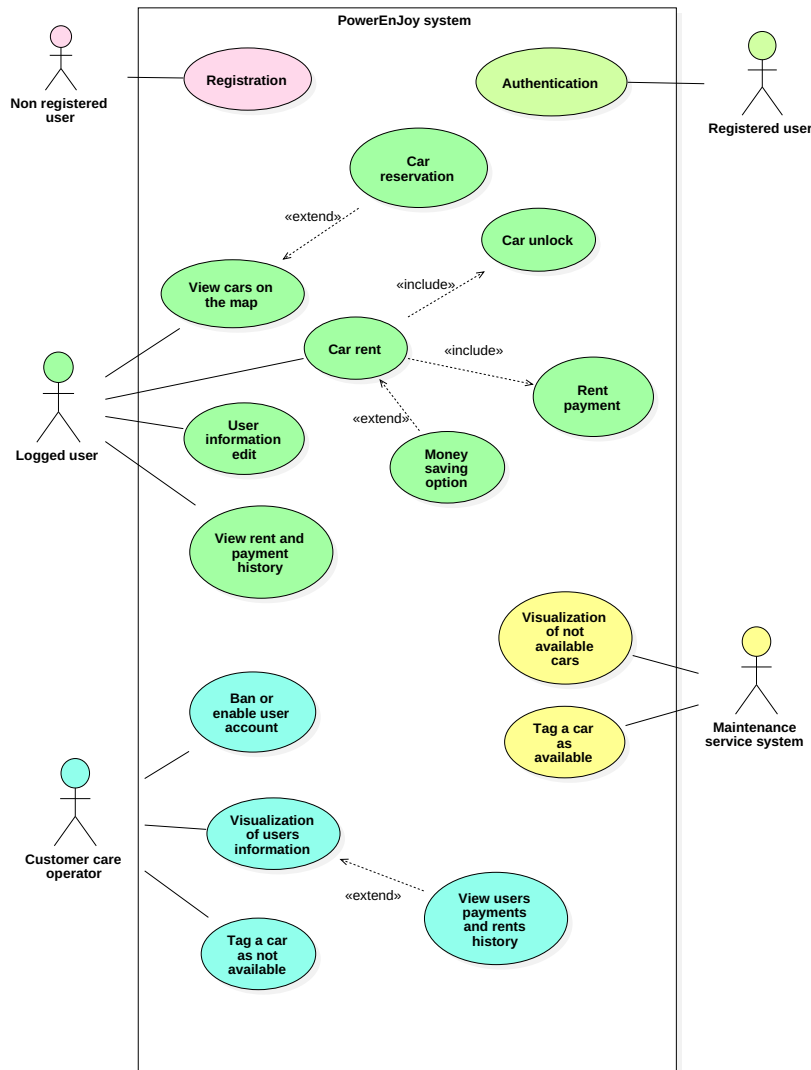 PowerEnJoy system
Non registered
user
Registration
Authentication
Registered user
Car
reservation
«extend»
Car unlock
View cars on
the map
«include»
Car rent
«include»
Rent
payment
Logged user
User
information
edit
«extend»
Money
saving
option
View rent and
payment
history
Visualization
of not
available
cars
Ban or
enable user
account
Tag a car
as
available
Maintenance
service system
Customer care
operator
Visualization
of users
information
«extend»
View users
payments
and rents
history
Tag a car
as not
available